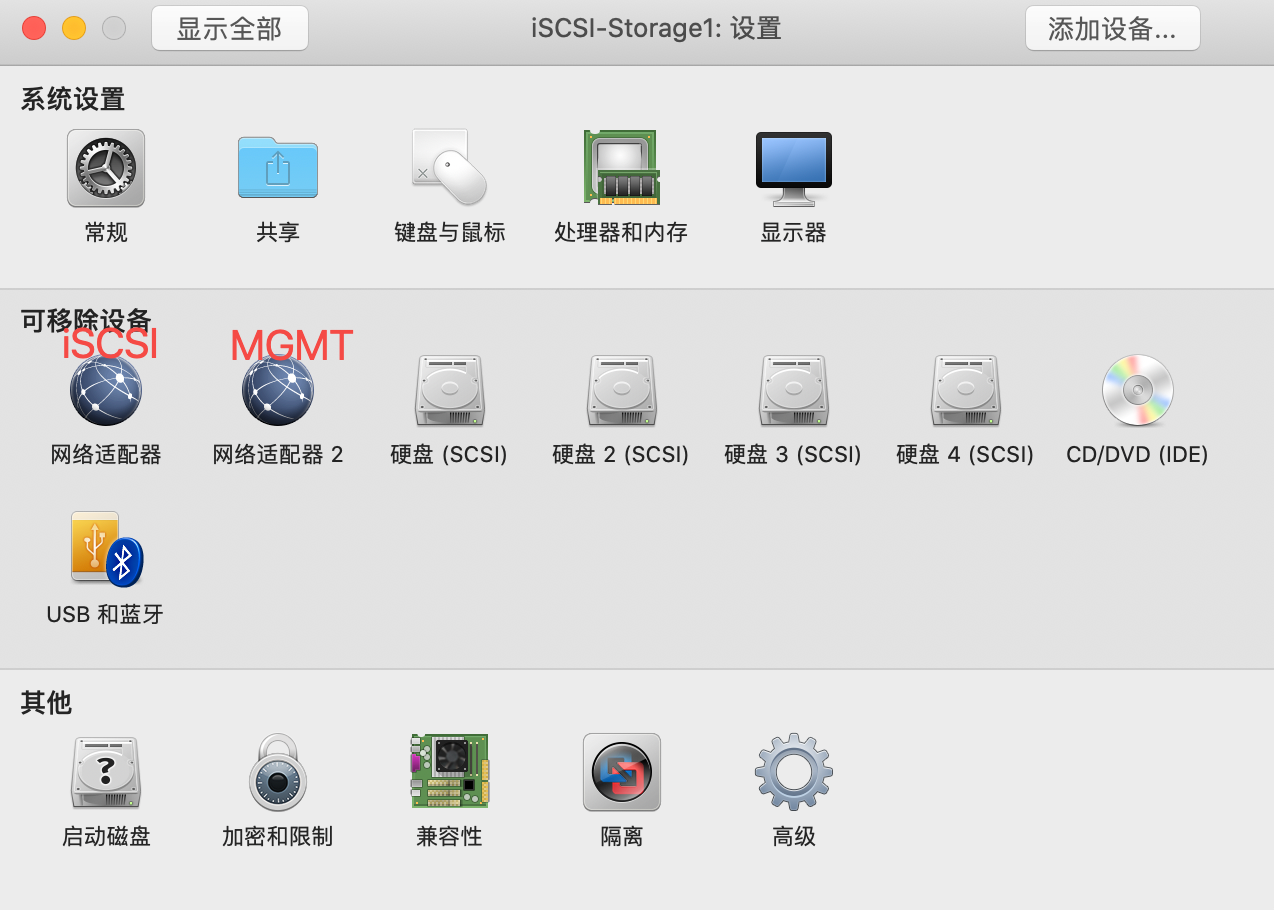 显示全部
iSCSI-Storage1: 设置
添加设备...
系统设置
常规
共享
键盘与鼠标
处理器和内存
显示器
可移除设备
iSCSI
MGMT
网络适配器
网络适配器 2
硬盘 (SCSI)
硬盘 2 (SCSI)
硬盘 3 (SCSI)
硬盘 4 (SCSI)
CD/DVD (IDE)
USB 和蓝牙
其他
?
启动磁盘
加密和限制
兼容性
隔离
高级